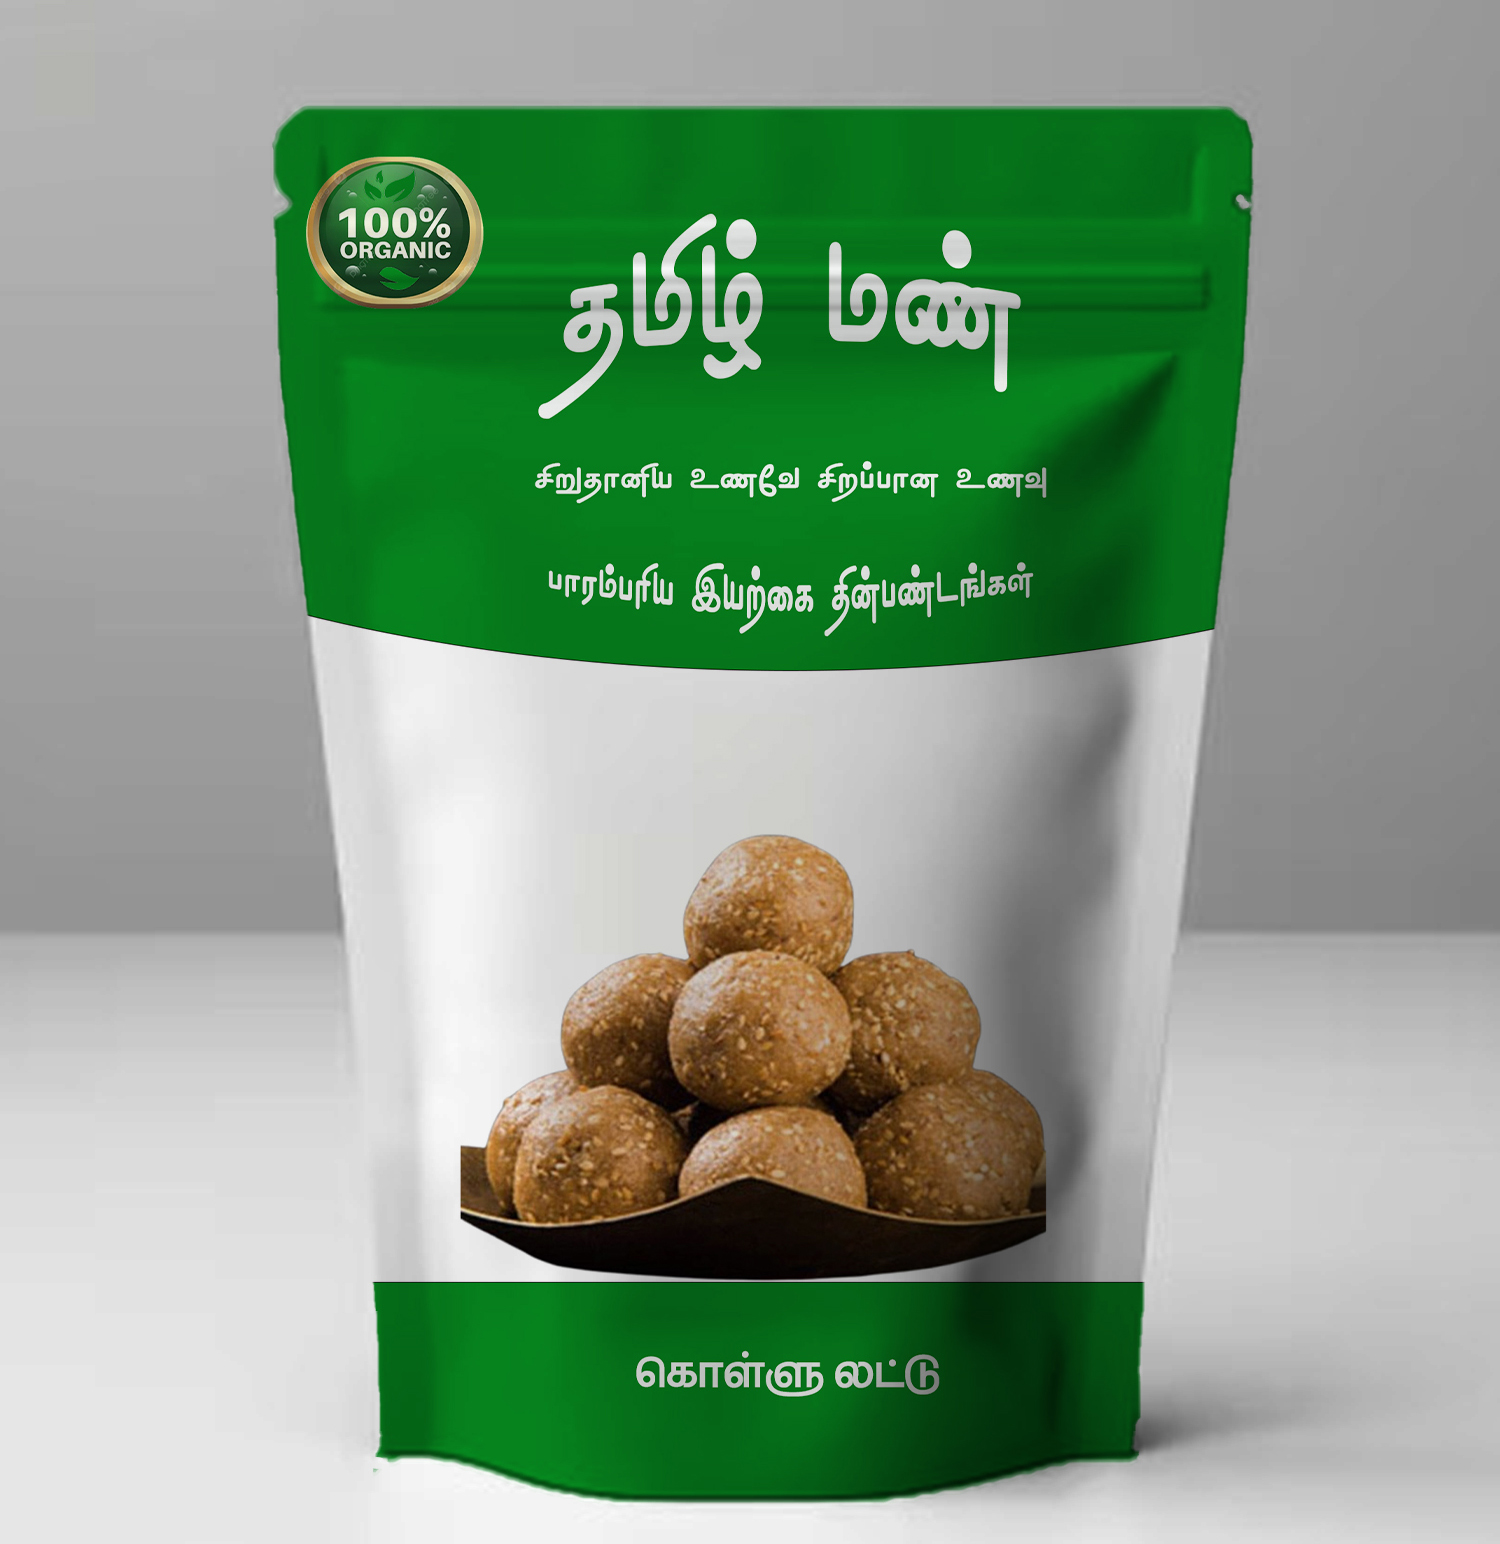 100%
ORGANIC
தமிழ் மண்
சிறுதானிய உணவே சிறப்பான உணவு
பாரம்பரிய இயற்கை தின்பண்டங்கள்
கொள்ளு லட்டு